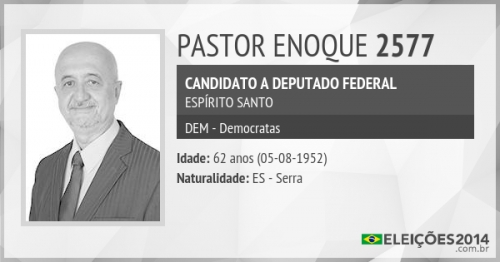 PASTOR ENOQUE 2577
CANDIDATO A DEPUTADO FEDERAL
ESPÍRITO SANTO
DEM - Democratas
Idade: 62 anos (05-08-1952)
Naturalidade: ES - Serra
ELEIÇÕES2014
.com.br